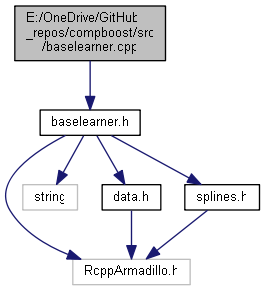 E:/OneDrive/GitHub
_repos/compboost/src
/baselearner.cpp
baselearner.h
string
data.h
splines.h
RcppArmadillo.h